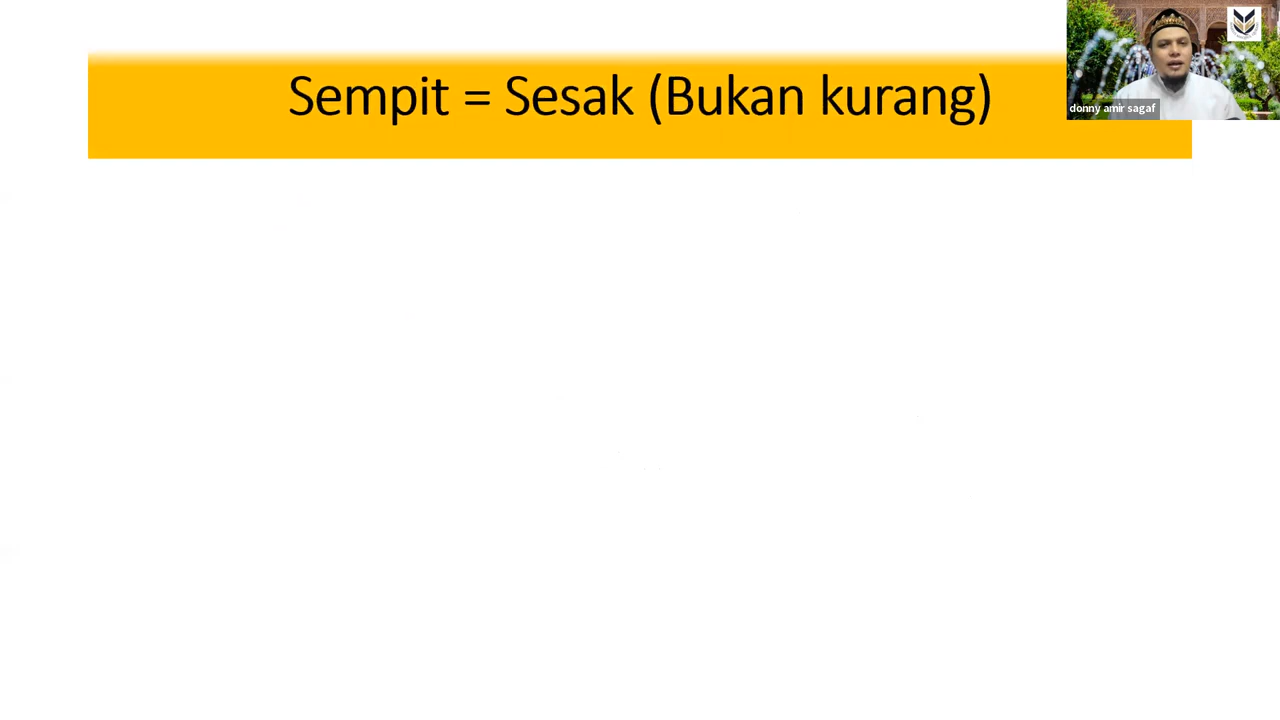 Sempit = Sesak (Bukan kurang)
donny amir sagaf